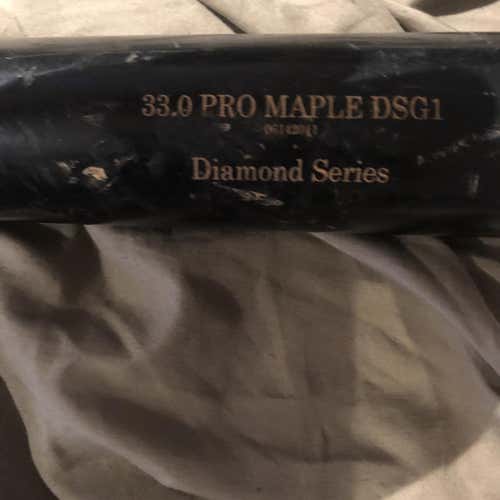 33.0 PRO MAPLE DSG1
Diamond Series